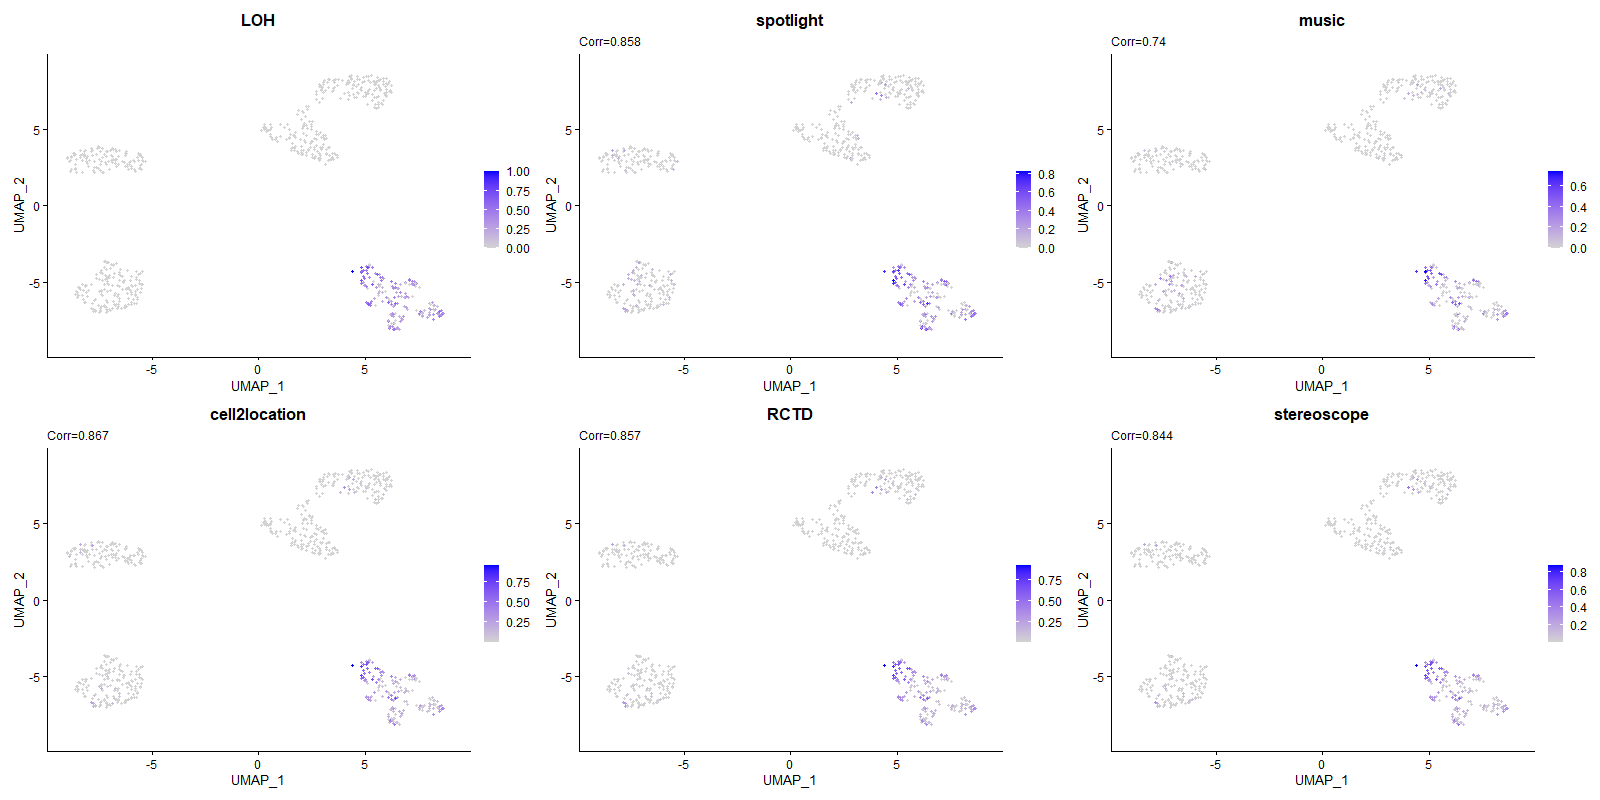 LOH
UMAP_2
5
0
-5
-5
0
5
UMAP_1
1.00
0.75
0.50
0.25
0.00
spotlight
Corr=0.858
UMAP_2
5
0
-5
-5
0
5
UMAP_1
0.8
0.6
0.4
0.2
0.0
music
Corr=0.74
UMAP_2
5
0
-5
-5
0
5
UMAP_1
0.6
0.4
0.2
0.0
cell2location
Corr=0.867
UMAP_2
5
0
-5
-5
0
5
UMAP_1
0.75
0.50
0.25
RCTD
Corr=0.857
UMAP_2
5
0
-5
-5
0
5
UMAP_1
0.75
0.50
0.25
stereoscope
Corr=0.844
UMAP_2
5
0
-5
-5
0
5
UMAP_1
0.8
0.6
0.4
0.2